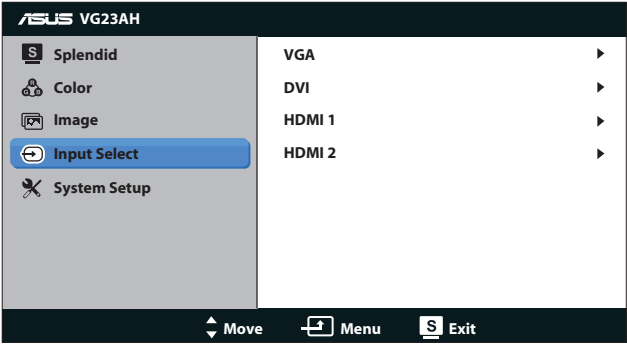 ASUS VG23AH
S Splendid
R G B Color
Image
Input Select
System Setup
VGA
DVI
HDMI 1
HDMI 2
Move Menu S Exit